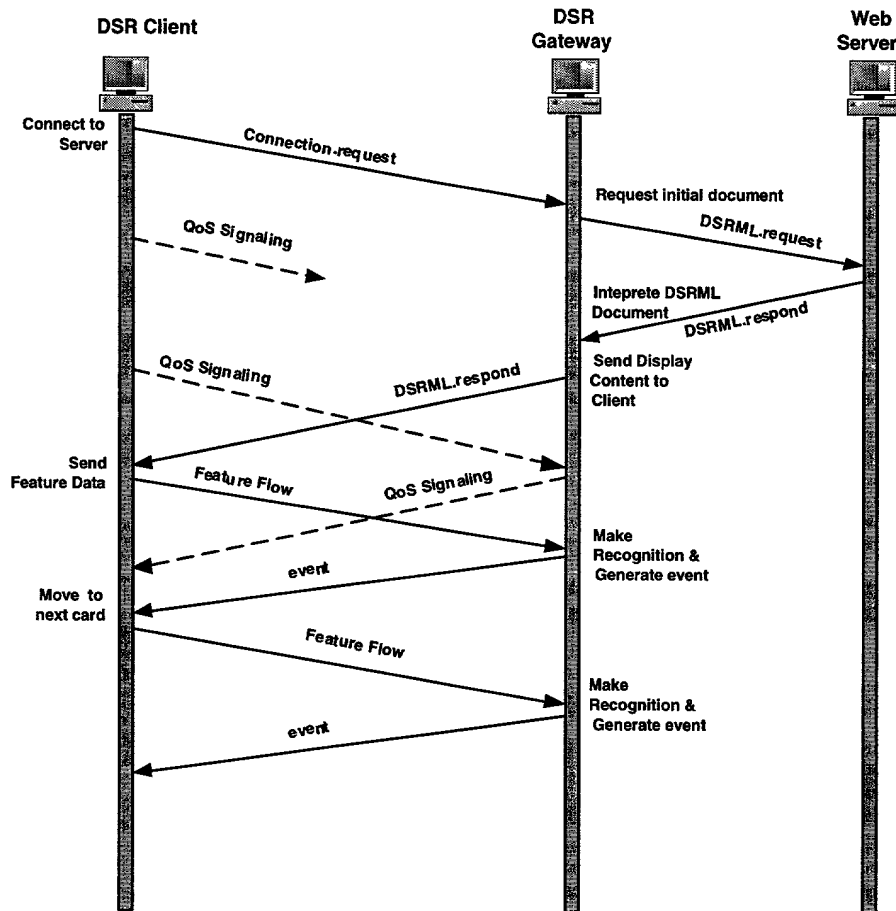 DSR Client
DSR
Gateway
Web
Server
Connect to
Server
Connection.request
Request initial document
DSRML.request
QoS Signaling
Inteprete DSRML
Document
DSRML.respond
QoS Signaling
DSRML.respond
Send Display
Content to
Client
Send
Feature Data
Feature Flow
QoS Signaling
Make
Recognition &
Generate event
event
Move to
next card
Feature Flow
Make
Recognition &
Generate event
event